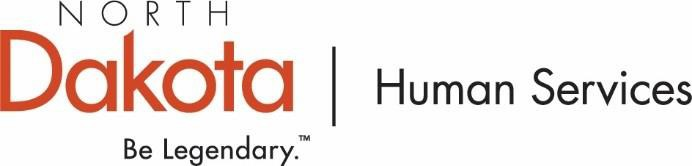 NORTH
Dakota | Human Services
Be Legendary.™